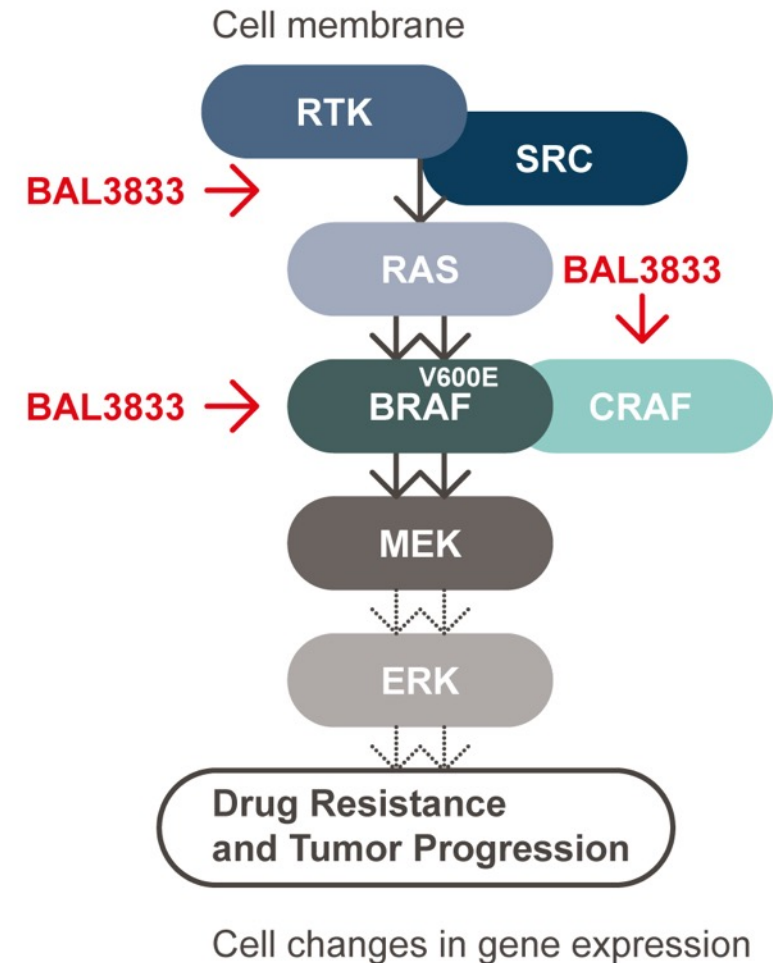 Cell membrane
RTK
SRC
BAL3833
RAS
BAL3833
V600E
BAL3833
BRAF
CRAF
MEK
ERK
Drug Resistance
and Tumor Progression
Cell changes in gene expression